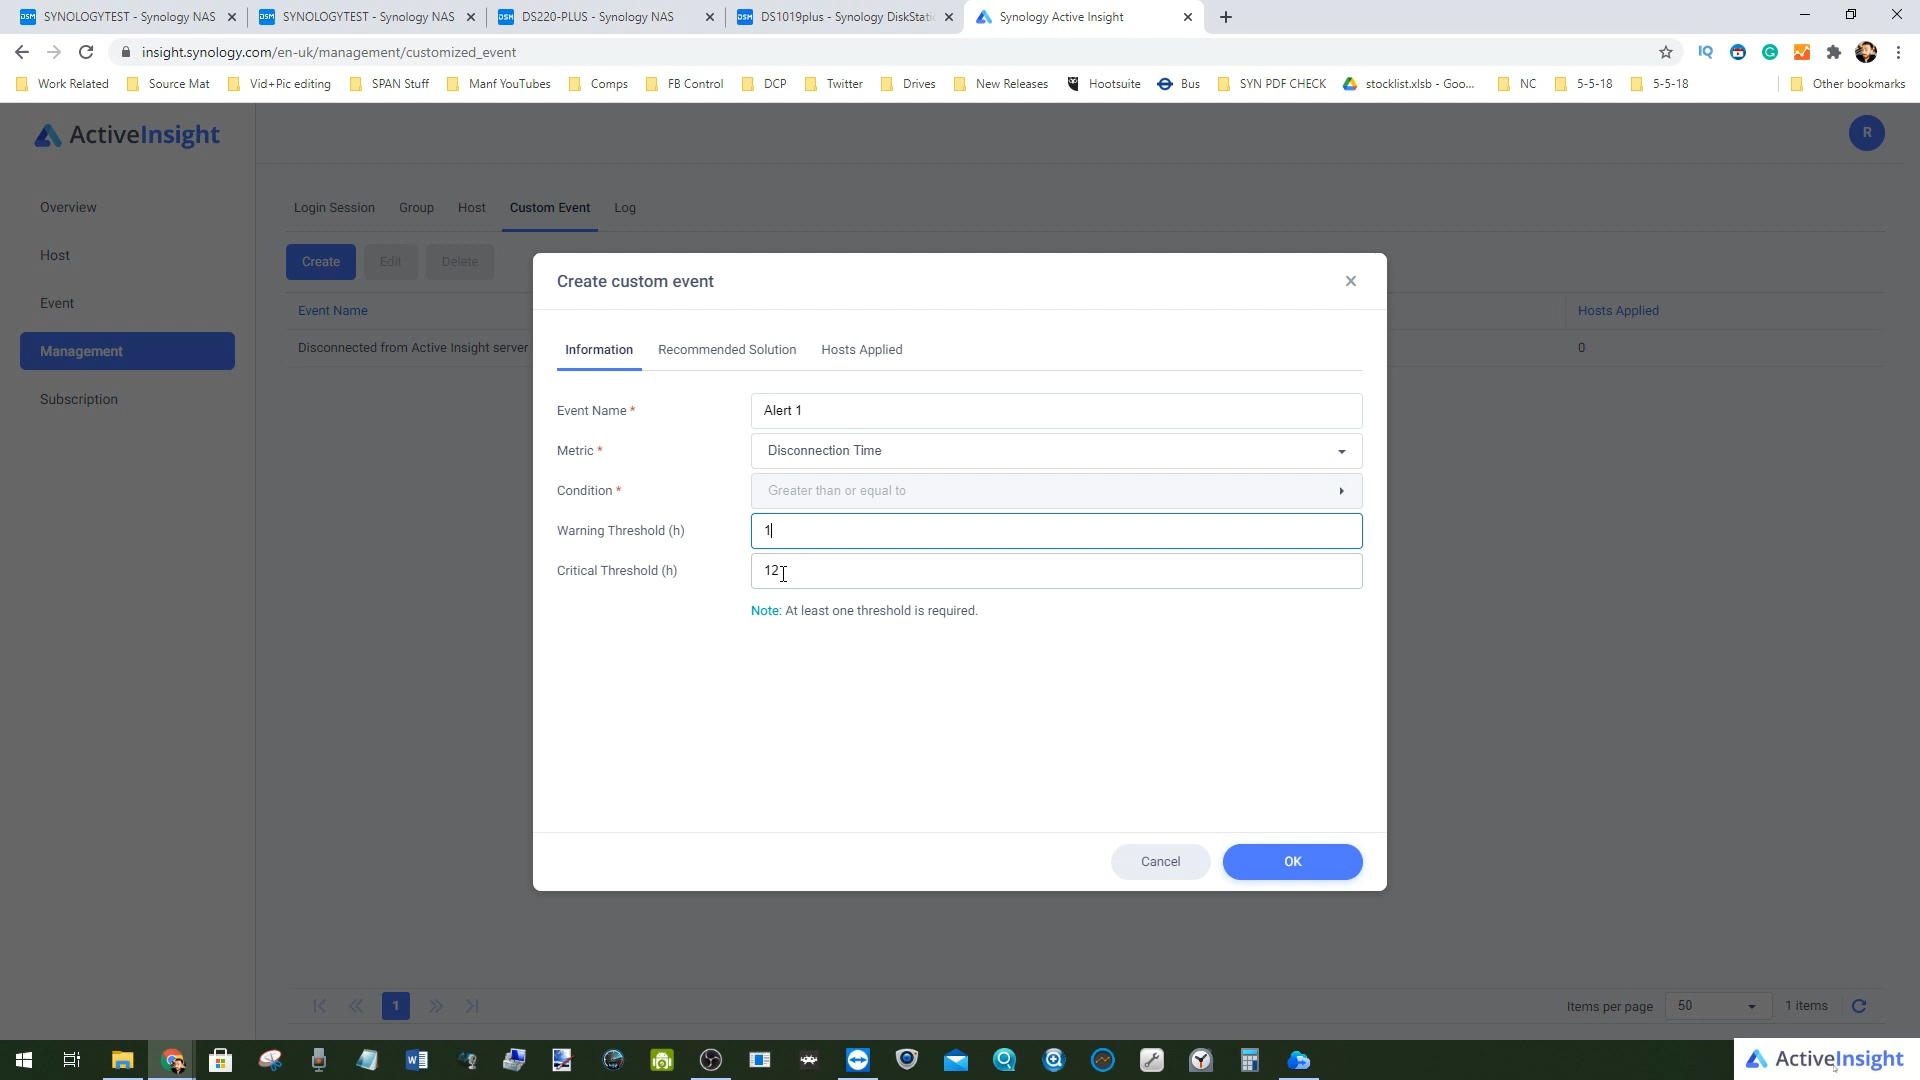 SYNOLOGYTEST - Synology NAS
SYNOLOGYTEST - Synology NAS
DS220-PLUS - Synology NAS
DS1019plus - Synology DiskStatio
Synology Active Insight
insight.synology.com/en-uk/management/customized_event
Work Related
Source Mat
Vid+Pic editing
SPAN Stuff
Manf YouTubes
Comps
FB Control
DCP
Twitter
Drives
New Releases
Hootsuite
Bus
SYN PDF CHECK
stocklist.xlsb - Goo...
NC
5-5-18
5-5-18
Other bookmarks
ActiveInsight
R
Overview
Host
Event
Management
Subscription
Login Session
Group
Host
Custom Event
Log
Create
Edit
Delete
Event Name
Hosts Applied
Disconnected from Active Insight server
0
Create custom event
Information
Recommended Solution
Hosts Applied
Event Name *
Alert 1
Metric *
Disconnection Time
Condition *
Greater than or equal to
Warning Threshold (h)
1
Critical Threshold (h)
12
Note: At least one threshold is required.
Cancel
OK
1
Items per page
50
1 items
ActiveInsight